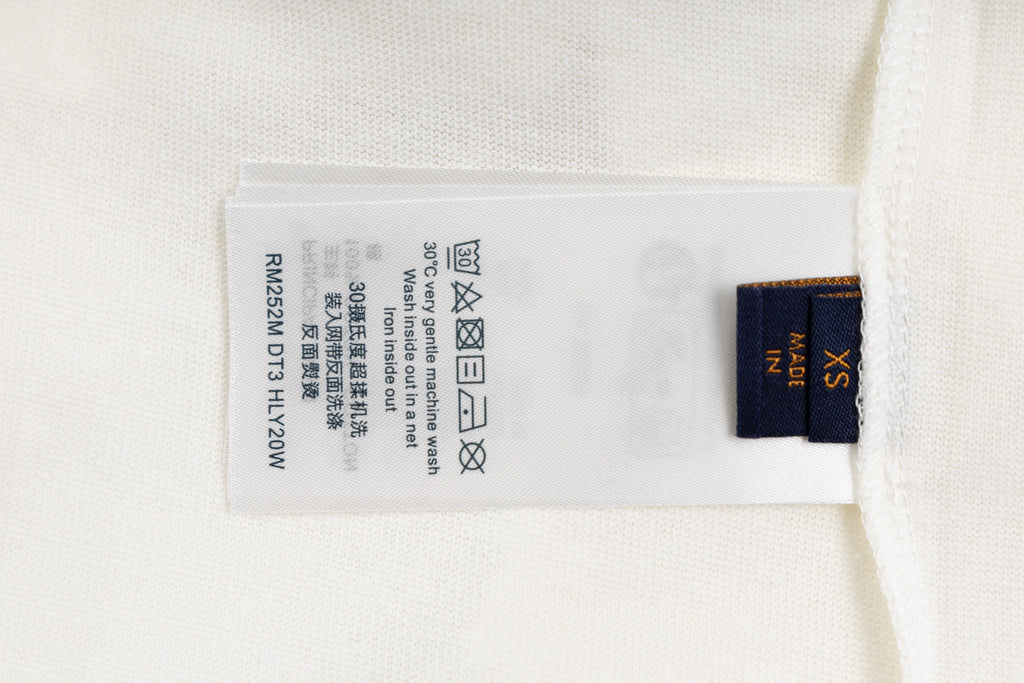 XS
MADE
IN
30
30°C very gentle machine wash
Wash inside out in a net
Iron inside out
30摄氏度超揉机洗
装入网带反面洗涤
反面熨烫
RM252M DT3 HLY20W